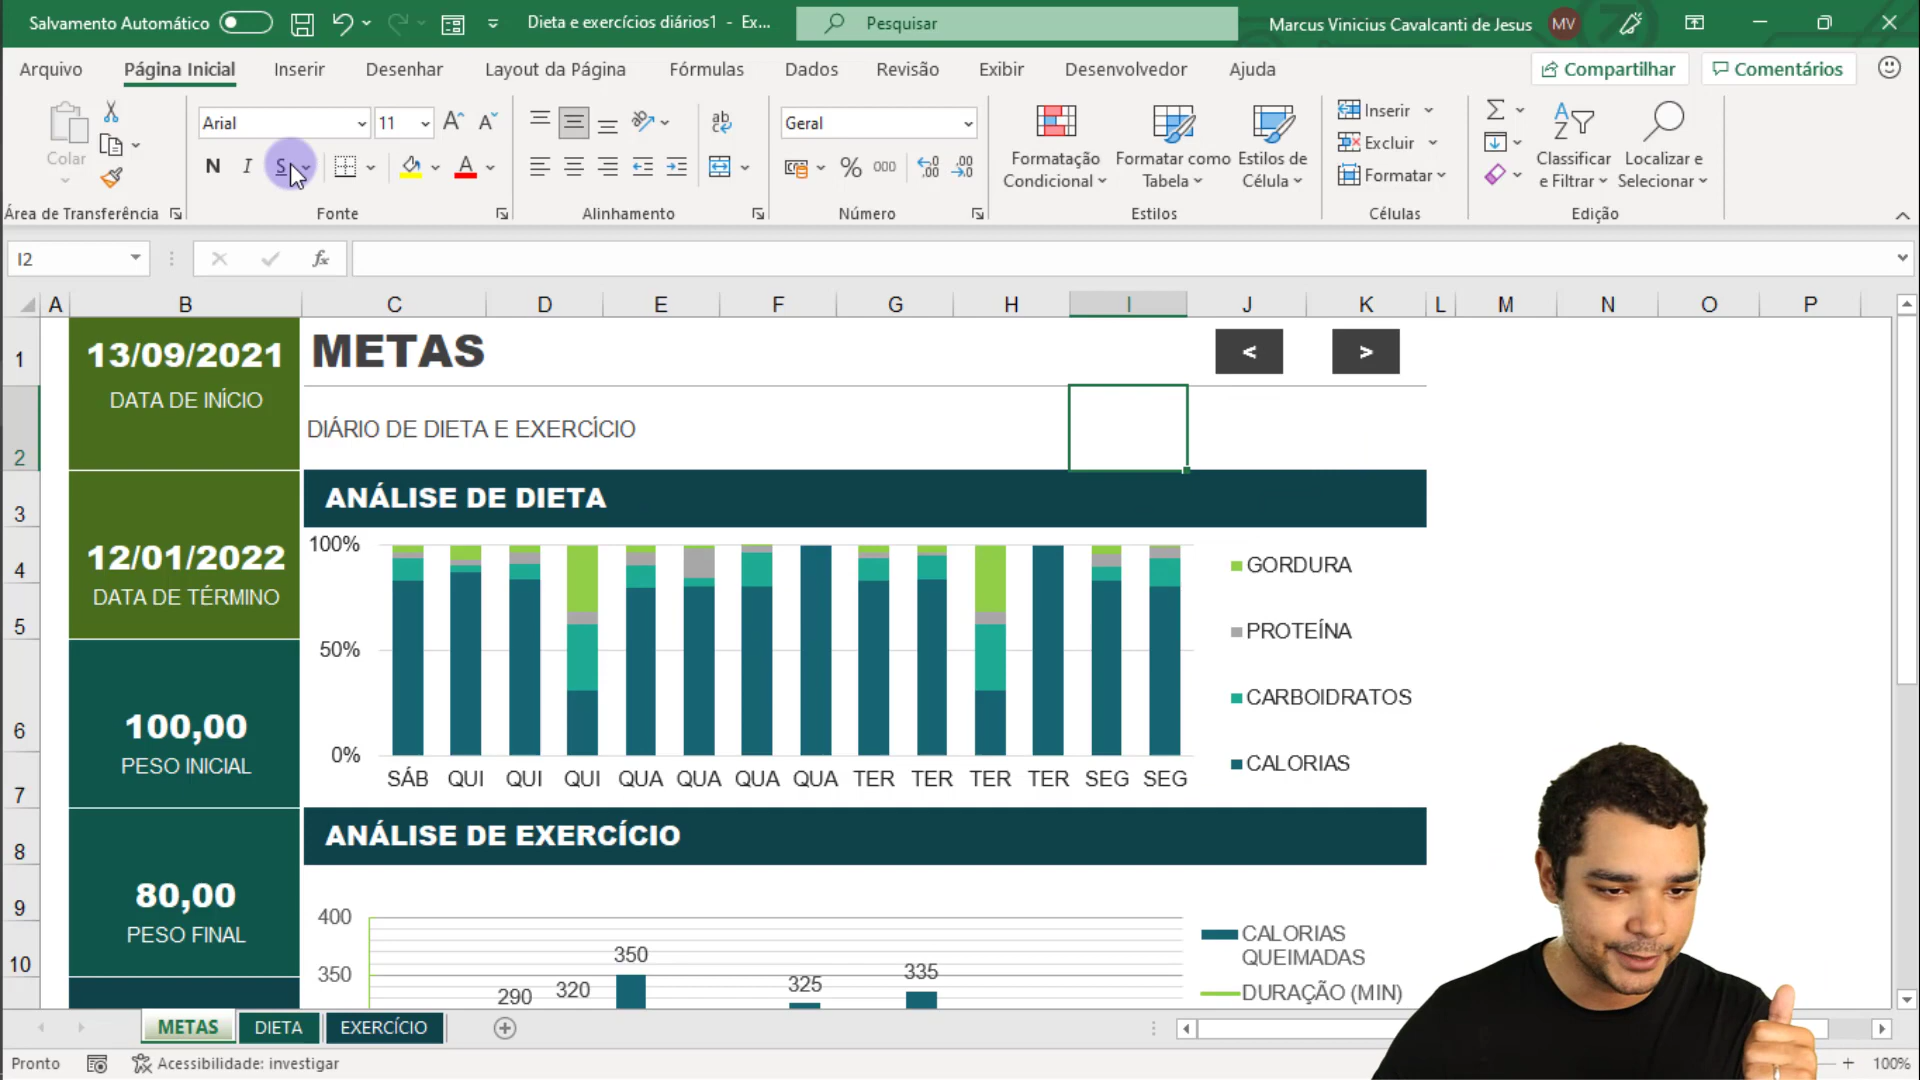 Salvamento Automático
Dieta e exercícios diários1 - Ex...
Pesquisar
Marcus Vinicius Cavalcanti de Jesus
MV
Arquivo
Página Inicial
Inserir
Desenhar
Layout da Página
Fórmulas
Dados
Revisão
Exibir
Desenvolvedor
Ajuda
Compartilhar
Comentários
Colar
Arial
11
N
I
S
Geral
% 000
Formatação Condicional
Formatar como Tabela
Estilos de Célula
Inserir
Excluir
Formatar
Classificar e Filtrar
Localizar e Selecionar
Área de Transferência
Fonte
Alinhamento
Número
Estilos
Células
Edição
I2
fx
A B C D E F G H I J K L M N O P
1
2
3
4
5
6
7
8
9
10
13/09/2021
DATA DE INÍCIO
12/01/2022
DATA DE TÉRMINO
100,00
PESO INICIAL
80,00
PESO FINAL
METAS
<
>
DIÁRIO DE DIETA E EXERCÍCIO
ANÁLISE DE DIETA
100%
50%
0%
SÁB QUI QUI QUI QUA QUA QUA QUA TER TER TER TER SEG SEG
GORDURA
PROTEÍNA
CARBOIDRATOS
CALORIAS
ANÁLISE DE EXERCÍCIO
400
350
290
320
350
325
335
CALORIAS
QUEIMADAS
DURAÇÃO (MIN)
METAS
DIETA
EXERCÍCIO
Pronto
Acessibilidade: investigar
100%